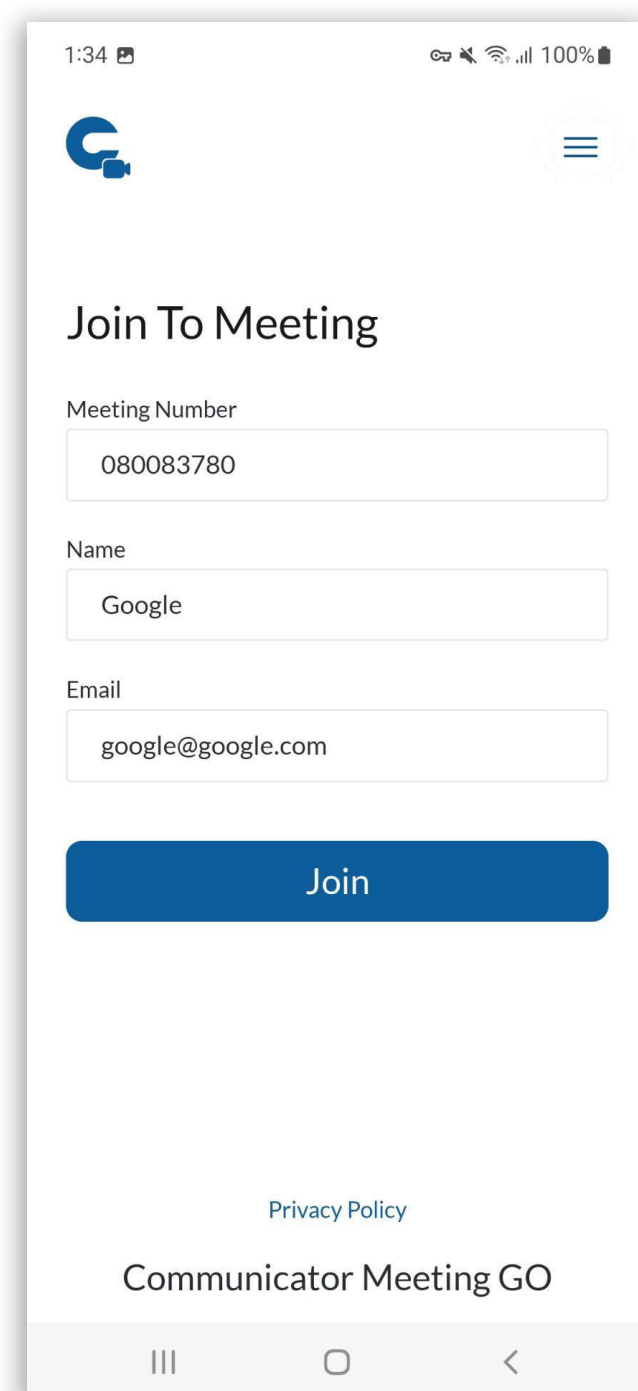 1:34
100%
Join To Meeting
Meeting Number
080083780
Name
Google
Email
google@google.com
Join
Privacy Policy
Communicator Meeting GO